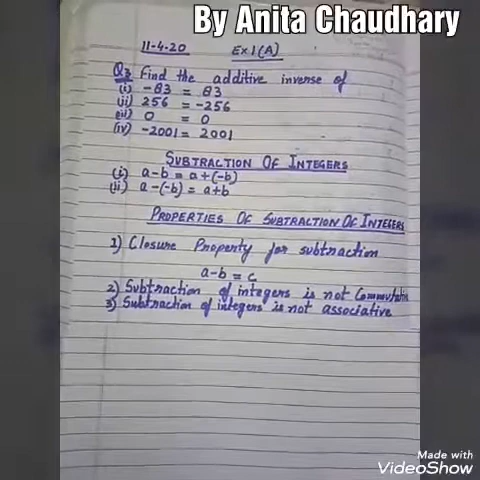 By Anita Chaudhary
11-4.20 Ex 1(A)
Q3 Find the additive inverse of
(i) -83 = 83
(ii) 256 = -256
(iii) 0 = 0
(iv) -2001 = 2001
SUBTRACTION OF INTEGERS
(i) a-b = a+(-b)
(ii) a-(-b) = a+b
PROPERTIES OF SUBTRACTION OF INTEGERS
1) Closure Property for subtraction
a-b = c
2) Subtraction of integers is not Commutative
3) Subtraction of integers is not associative
Made with
VideoShow